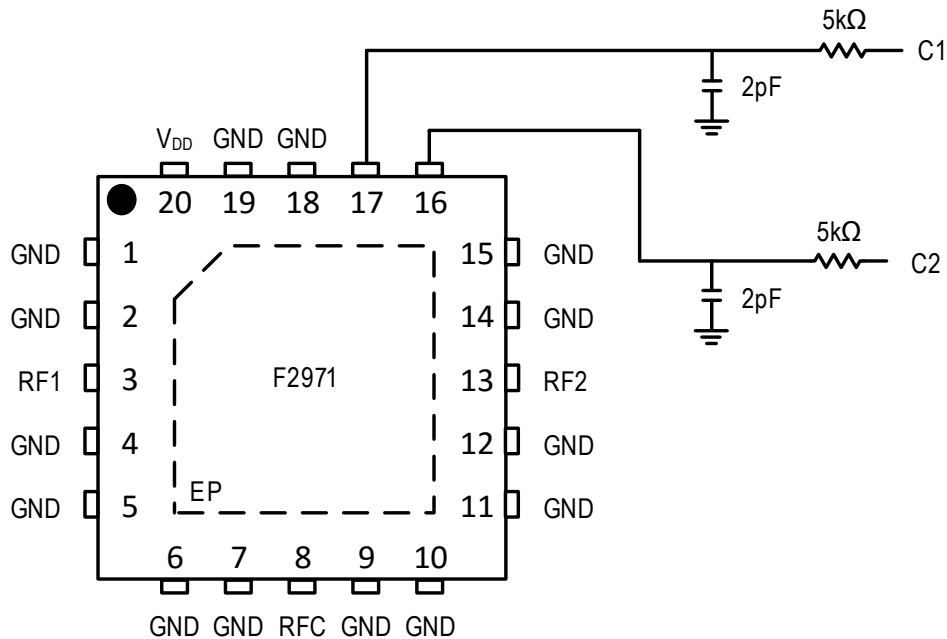 5kΩ
C1
2pF
VDD GND GND
20 19 18 17 16
5kΩ
GND 1 15 GND
C2
2pF
GND 2 14 GND
RF1 3 F2971 13 RF2
GND 4 12 GND
GND 5 EP 11 GND
6 7 8 9 10
GND GND RFC GND GND